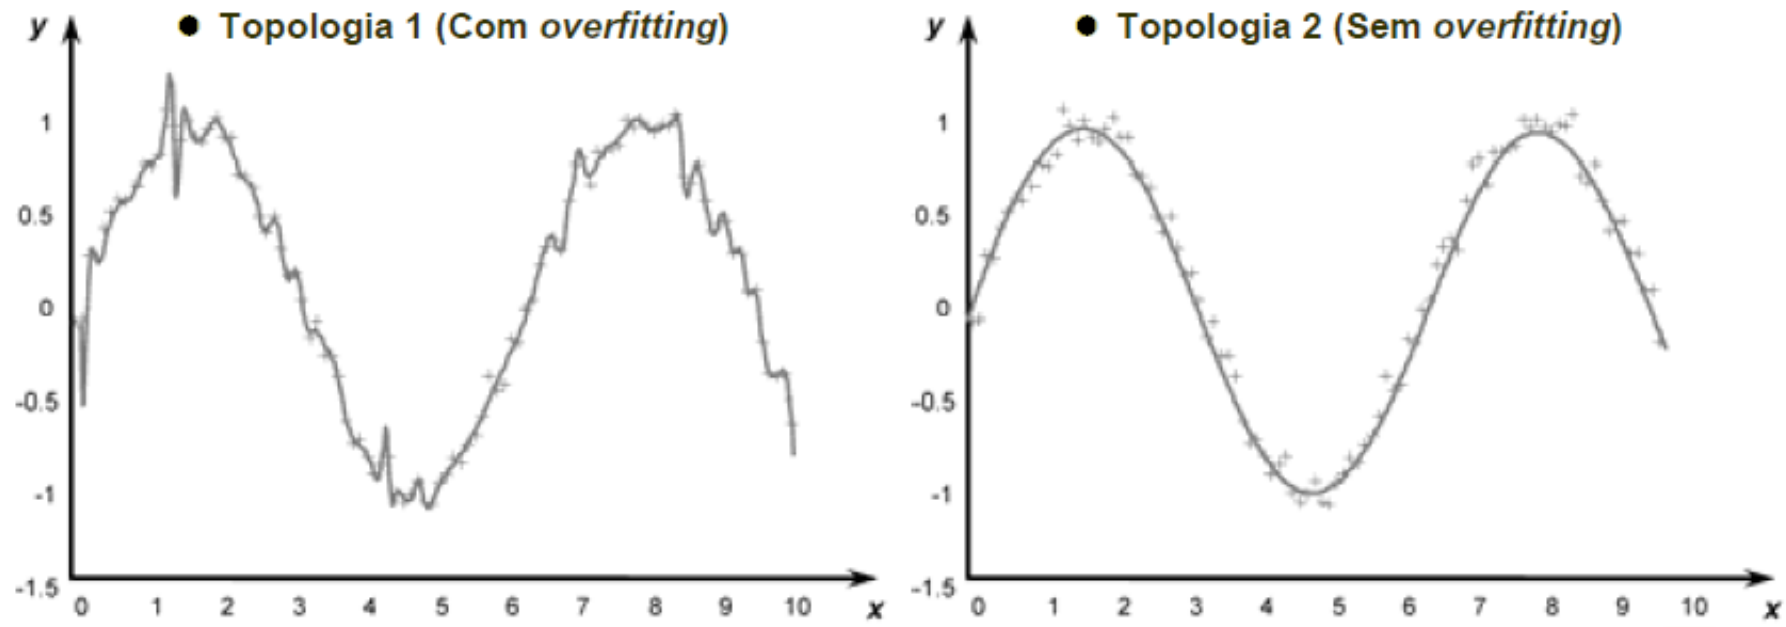 ● Topologia 1 (Com overfitting)
y
1
0.5
0
-0.5
-1
-1.5
0 1 2 3 4 5 6 7 8 9 10 x
● Topologia 2 (Sem overfitting)
y
1
0.5
0
-0.5
-1
-1.5
0 1 2 3 4 5 6 7 8 9 10 x